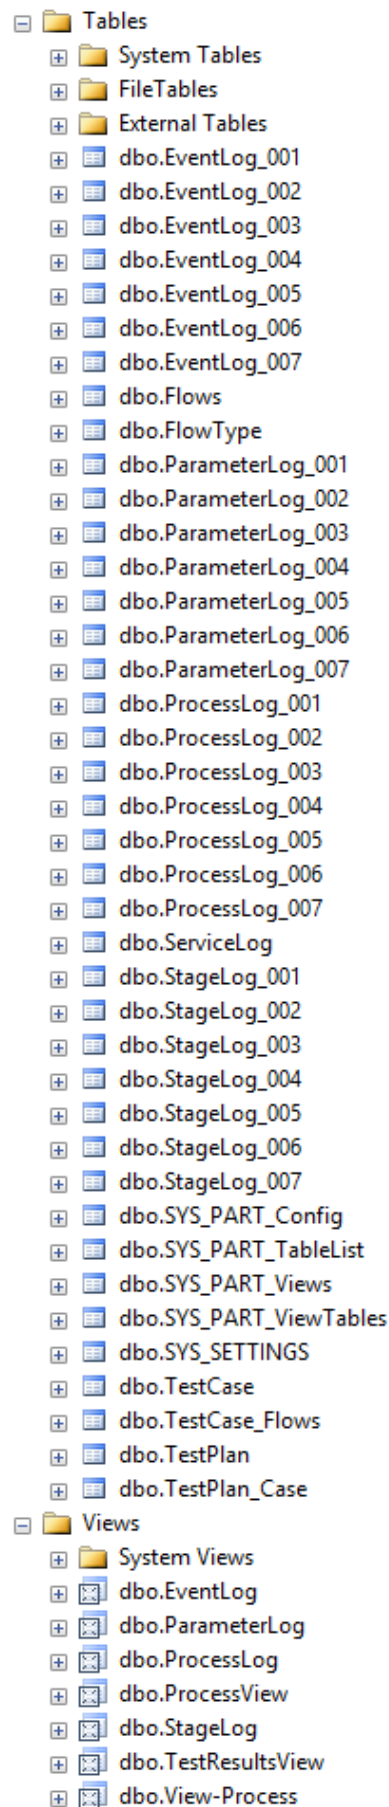 Tables
System Tables
FileTables
External Tables
dbo.EventLog_001
dbo.EventLog_002
dbo.EventLog_003
dbo.EventLog_004
dbo.EventLog_005
dbo.EventLog_006
dbo.EventLog_007
dbo.Flows
dbo.FlowType
dbo.ParameterLog_001
dbo.ParameterLog_002
dbo.ParameterLog_003
dbo.ParameterLog_004
dbo.ParameterLog_005
dbo.ParameterLog_006
dbo.ParameterLog_007
dbo.ProcessLog_001
dbo.ProcessLog_002
dbo.ProcessLog_003
dbo.ProcessLog_004
dbo.ProcessLog_005
dbo.ProcessLog_006
dbo.ProcessLog_007
dbo.ServiceLog
dbo.StageLog_001
dbo.StageLog_002
dbo.StageLog_003
dbo.StageLog_004
dbo.StageLog_005
dbo.StageLog_006
dbo.StageLog_007
dbo.SYS_PART_Config
dbo.SYS_PART_TableList
dbo.SYS_PART_Views
dbo.SYS_PART_ViewTables
dbo.SYS_SETTINGS
dbo.TestCase
dbo.TestCase_Flows
dbo.TestPlan
dbo.TestPlan_Case
Views
System Views
dbo.EventLog
dbo.ParameterLog
dbo.ProcessLog
dbo.ProcessView
dbo.StageLog
dbo.TestResultsView
dbo.View-Process